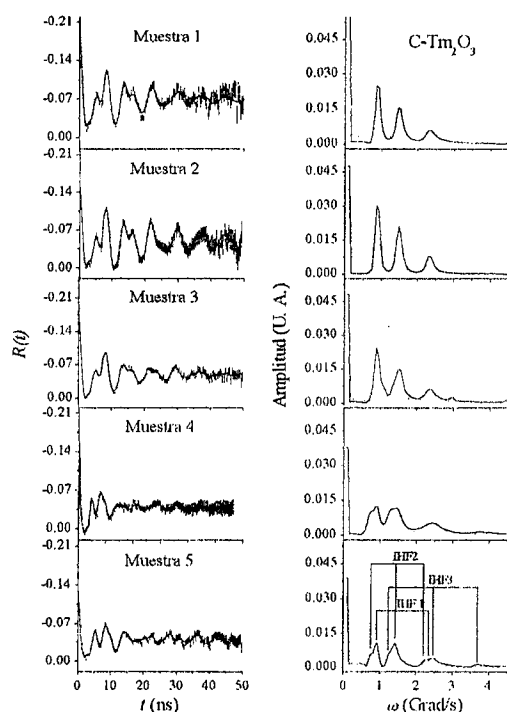 Muestra 1
-0.21
-0.14
-0.07
0.00
Muestra 2
-0.21
-0.14
-0.07
0.00
Muestra 3
-0.21
-0.14
-0.07
0.00
Muestra 4
-0.21
-0.14
-0.07
0.00
Muestra 5
-0.21
-0.14
-0.07
0.00
R(t)
0 10 20 30 40 50
t (ns)
C-Tm2O3
0.045
0.030
0.015
0.000
0.045
0.030
0.015
0.000
0.045
0.030
0.015
0.000
0.045
0.030
0.015
0.000
0.045
0.030
0.015
0.000
IHF2
IHF3
IHF1
Amplitud (U. A.)
0 1 2 3 4
ω (Grad/s)